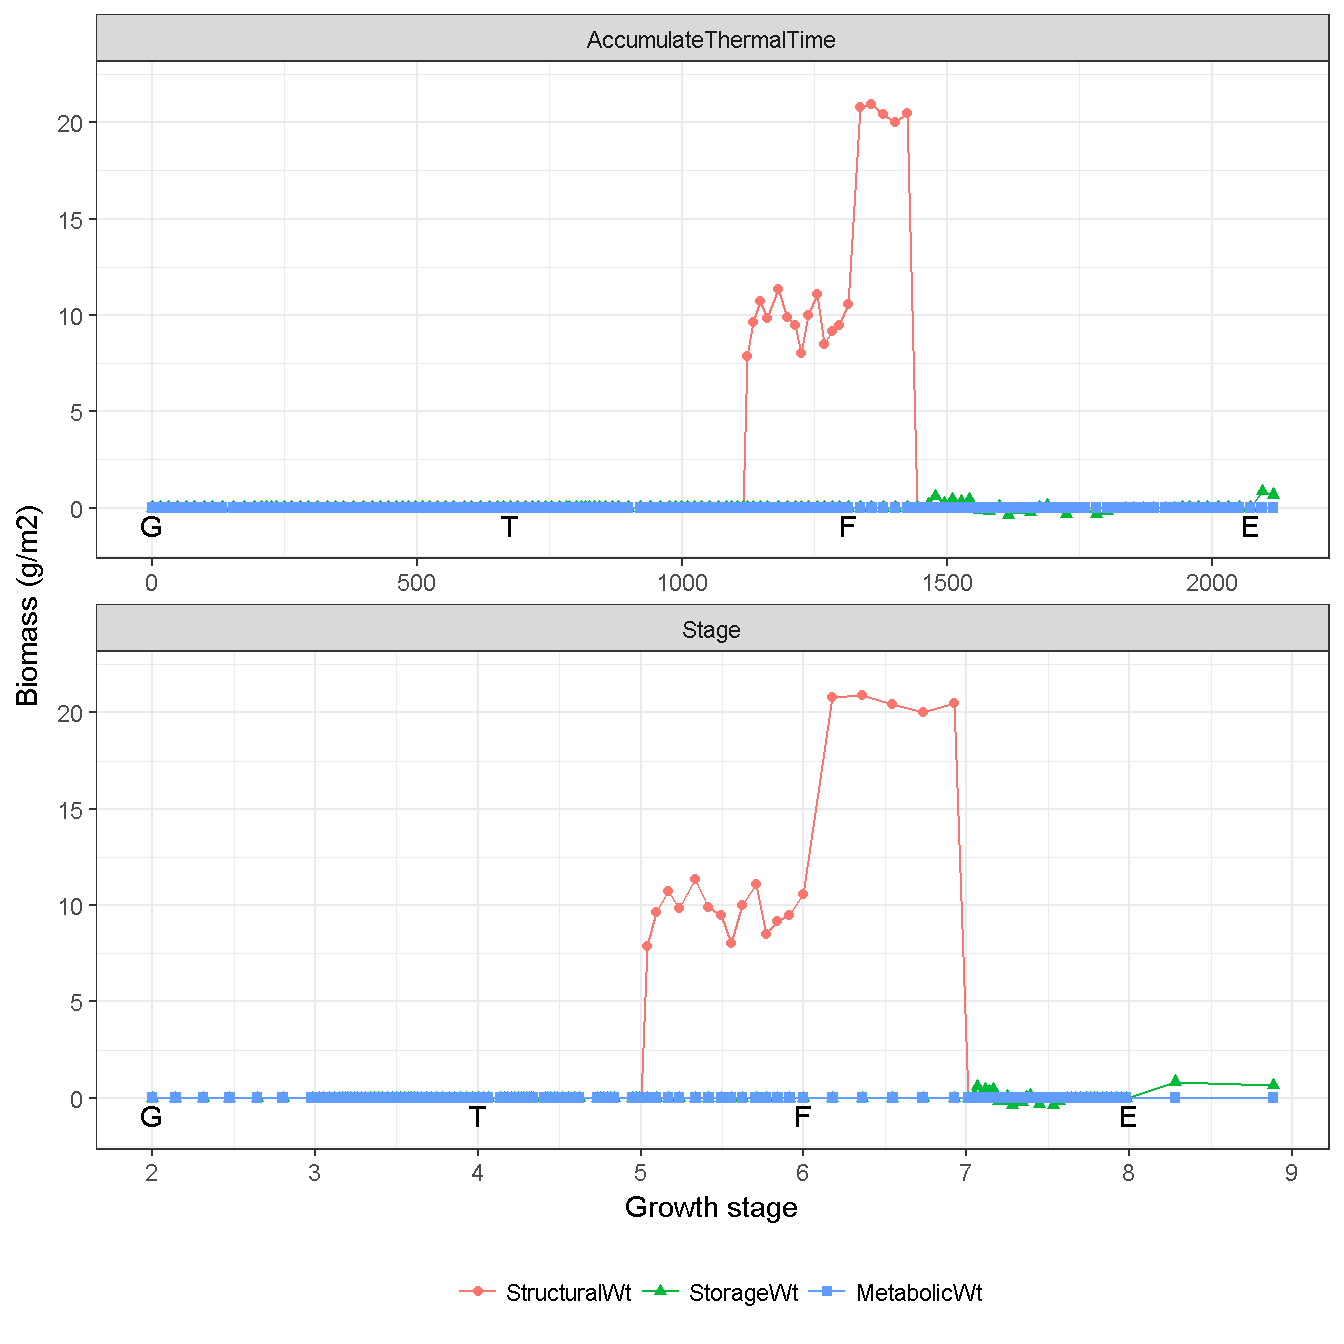 AccumulateThermalTime
20
15
10
5
0
G T F E
0 500 1000 1500 2000
Biomass (g/m2)
Stage
20
15
10
5
0
G T F E
2 3 4 5 6 7 8 9
Growth stage
StructuralWt StorageWt MetabolicWt